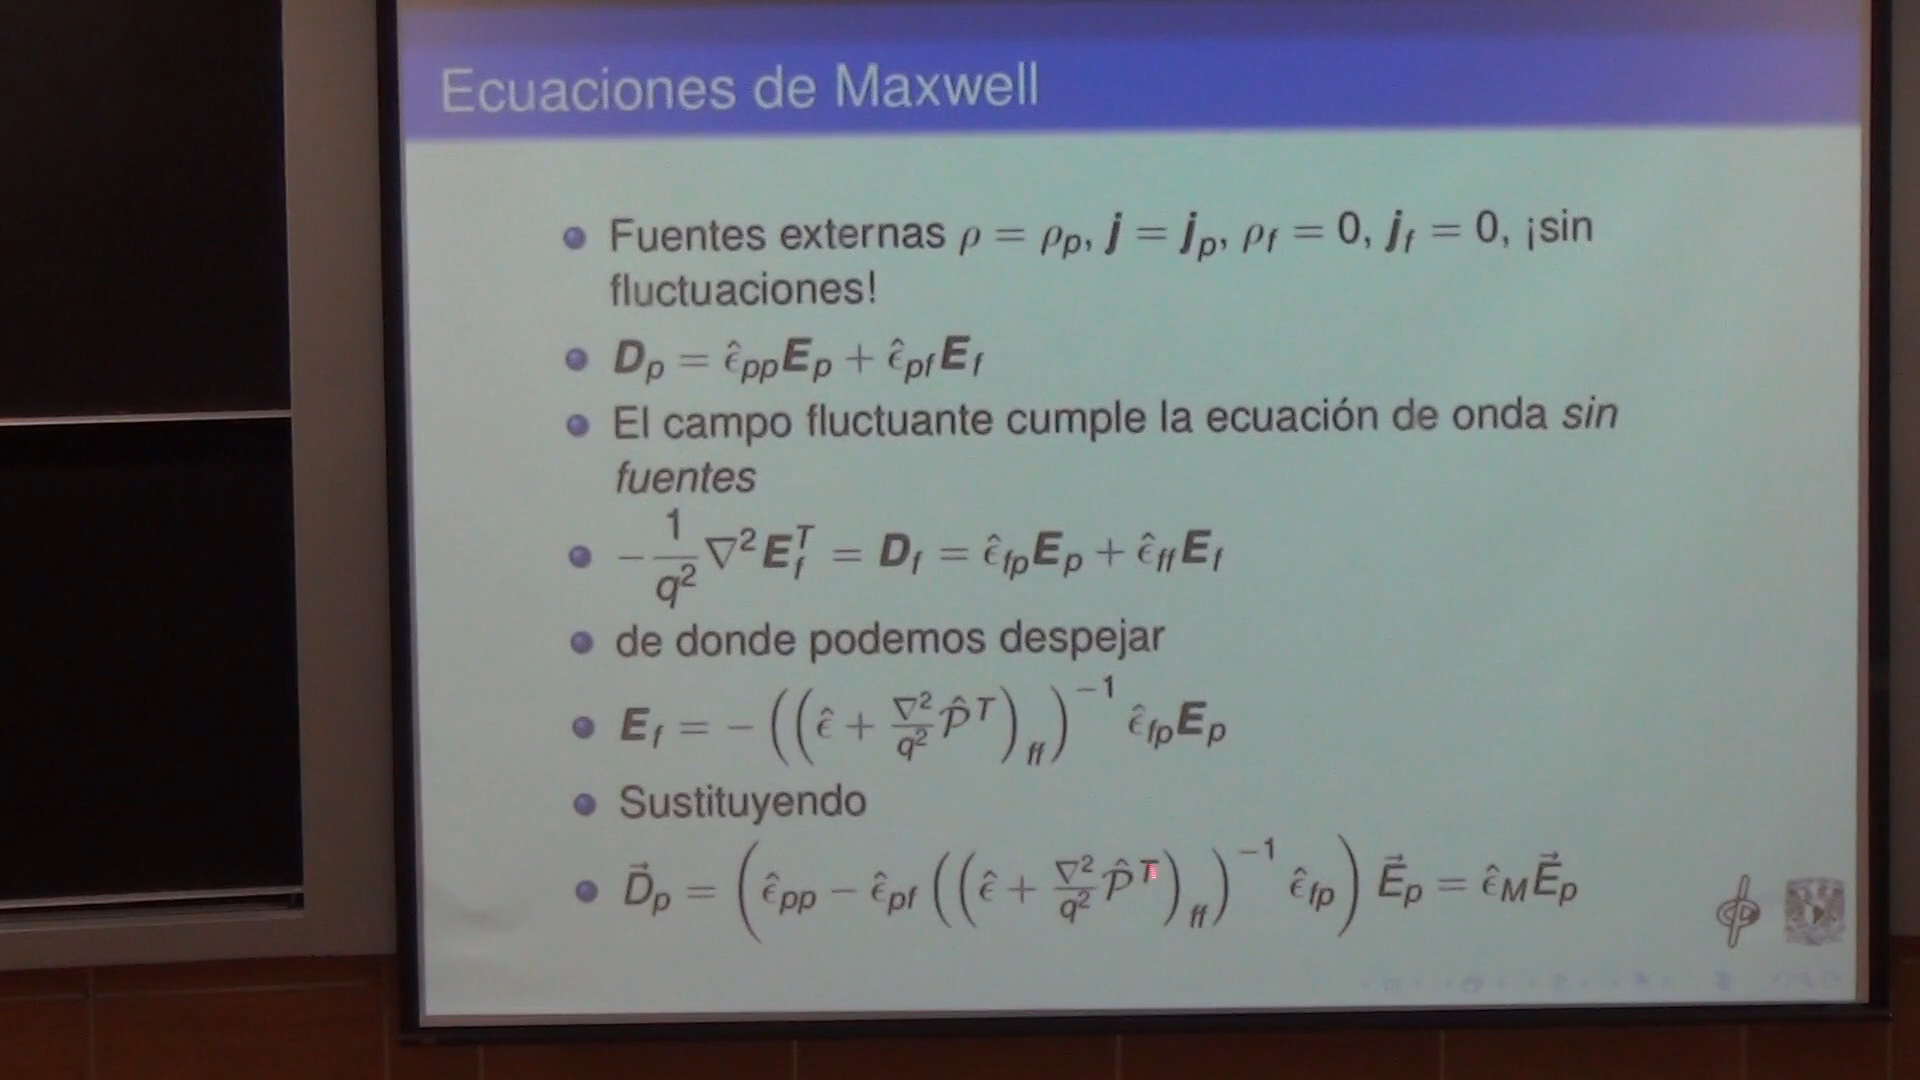 Ecuaciones de Maxwell
Fuentes externas ρ = ρ_p, j = j_p, ρ_f = 0, j_f = 0, ¡sin
fluctuaciones!
D_p = ε̂_pp E_p + ε̂_pf E_f
El campo fluctuante cumple la ecuación de onda sin
fuentes
−(1/q²) ∇² E_f^T = D_f = ε̂_fp E_p + ε̂_ff E_f
de donde podemos despejar
E_f = −((ε̂ + (∇²/q²) P̂^T)_ff)^−1 ε̂_fp E_p
Sustituyendo
D⃗_p = (ε̂_pp − ε̂_pf ((ε̂ + (∇²/q²) P̂^T)_ff)^−1 ε̂_fp) E⃗_p = ε̂_M E⃗_p